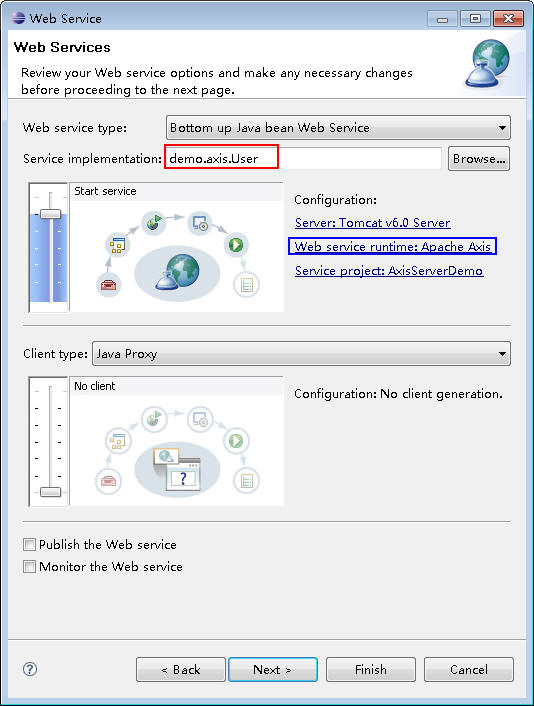 Web Service
Web Services
Review your Web service options and make any necessary changes
before proceeding to the next page.
Web service type: Bottom up Java bean Web Service
Service implementation: demo.axis.User Browse...
Start service
Configuration:
Server: Tomcat v6.0 Server
Web service runtime: Apache Axis
Service project: AxisServerDemo
Client type: Java Proxy
No client
Configuration: No client generation.
?
Publish the Web service
Monitor the Web service
? < Back Next > Finish Cancel